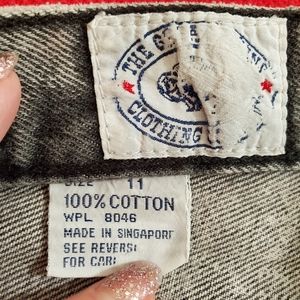 THE G
CLOTHING
SIZE 11
100% COTTON
WPL 8046
MADE IN SINGAPORE
SEE REVERSE
FOR CARE